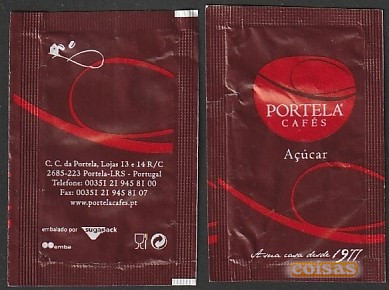 C. C. da Portela, Lojas 13 e 14 R/C
2685-223 Portela-LRS - Portugal
Telefone: 00351 21 945 81 00
Fax: 00351 21 945 81 07
www.portelacafes.pt
embalado por
sugarpack
amba
PORTELA
CAFÉS
Açúcar
A sua casa desde 1977
coisas